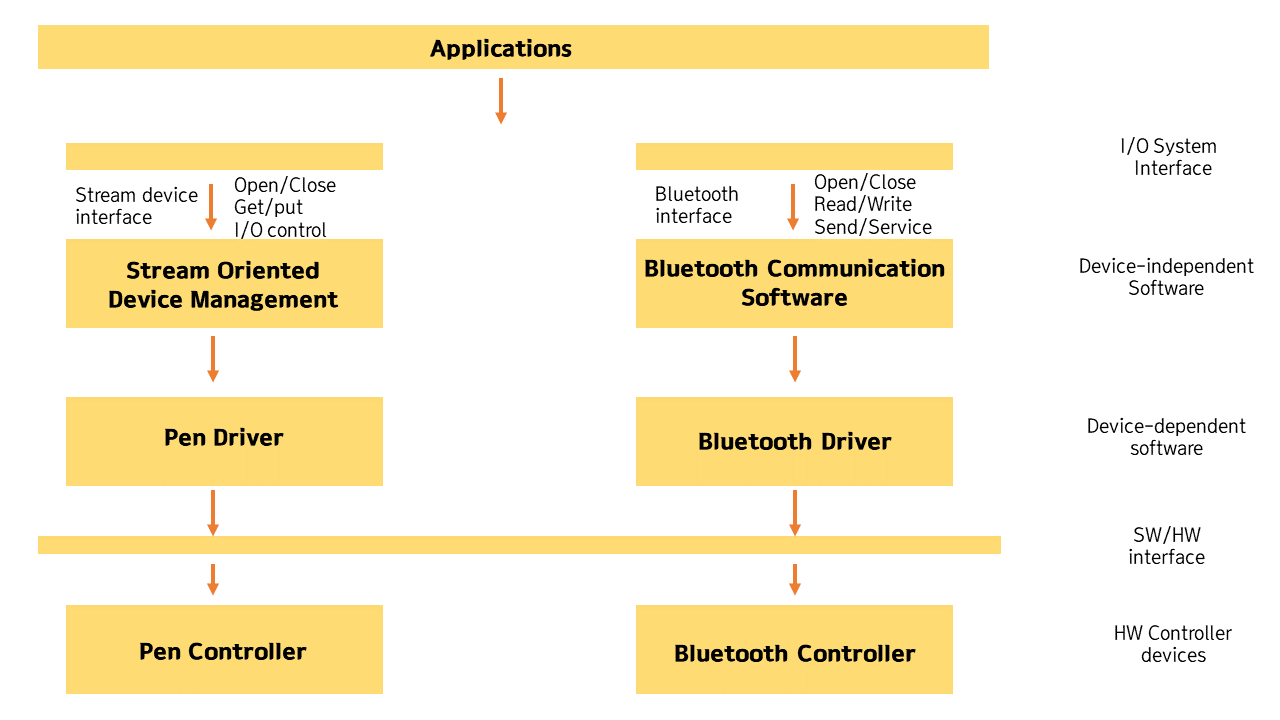 Applications
I/O System
Interface
Stream device
interface
Open/Close
Get/put
I/O control
Bluetooth
interface
Open/Close
Read/Write
Send/Service
Stream Oriented
Device Management
Bluetooth Communication
Software
Device-independent
Software
Pen Driver
Bluetooth Driver
Device-dependent
software
SW/HW
interface
Pen Controller
Bluetooth Controller
HW Controller
devices